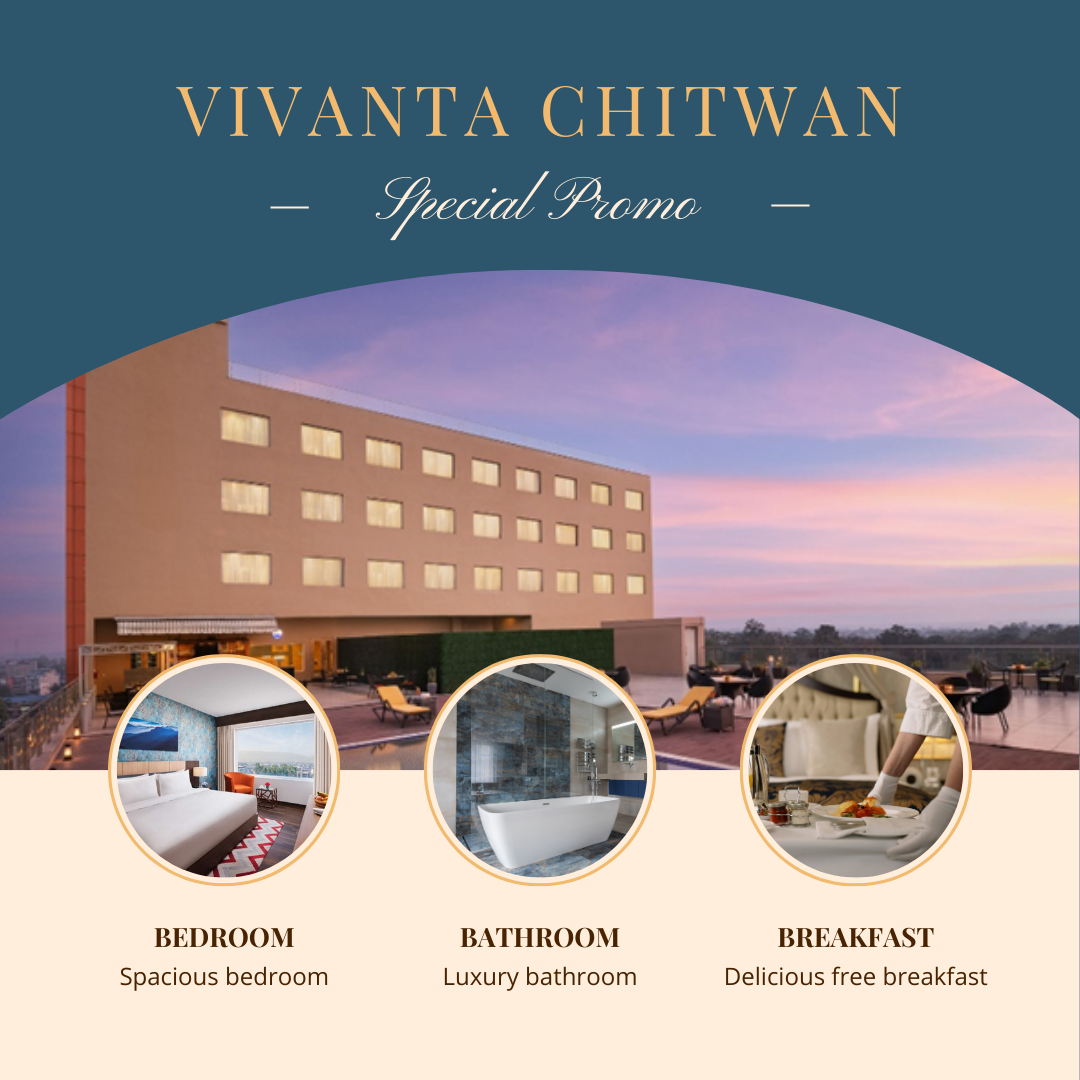 VIVANTA CHITWAN
Special Promo
BEDROOM
Spacious bedroom
BATHROOM
Luxury bathroom
BREAKFAST
Delicious free breakfast